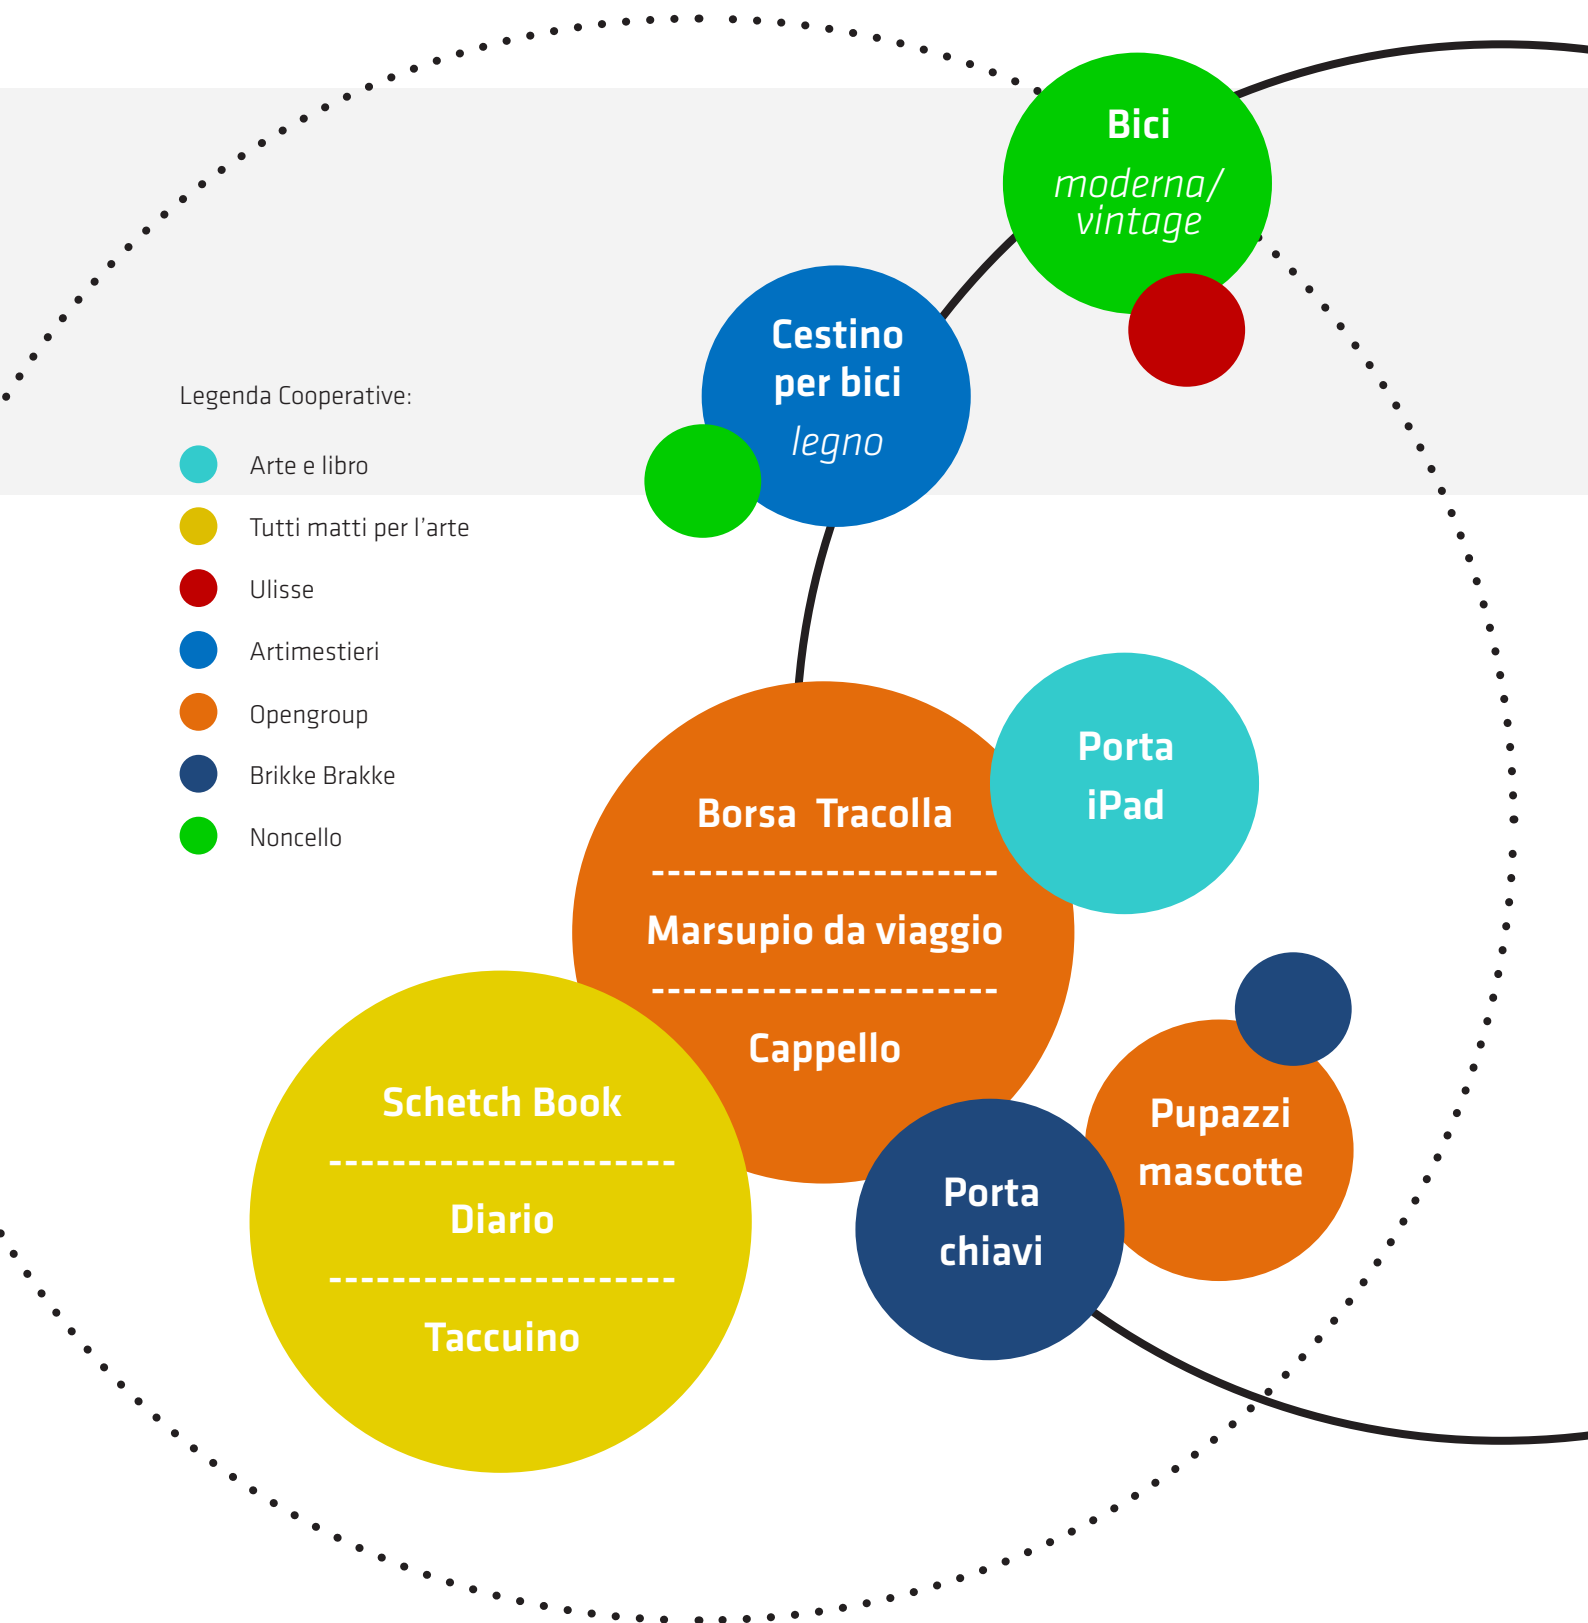 Bici
moderna/
vintage
Cestino
per bici
legno
Legenda Cooperative:
Arte e libro
Tutti matti per l'arte
Ulisse
Artimestieri
Opengroup
Brikke Brakke
Noncello
Porta
iPad
Borsa  Tracolla
----------------------
Marsupio da viaggio
----------------------
Cappello
Schetch Book
----------------------
Diario
----------------------
Taccuino
Pupazzi
mascotte
Porta
chiavi